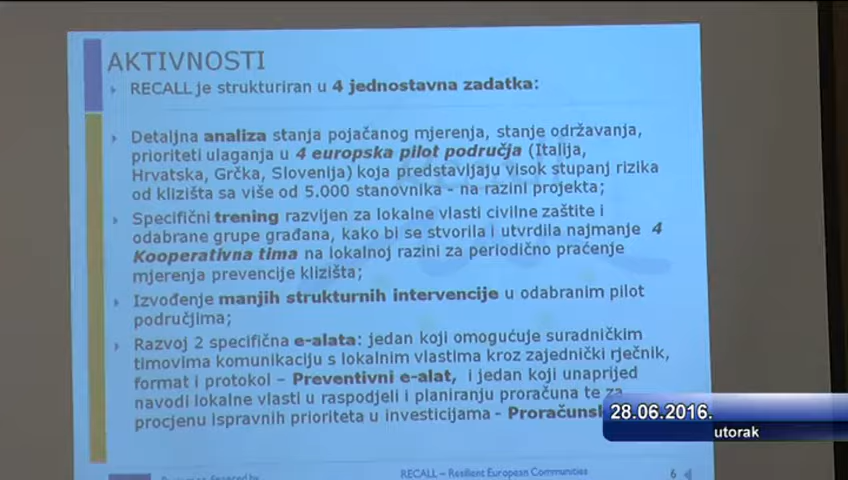 AKTIVNOSTI
RECALL je strukturiran u 4 jednostavna zadatka:
Detaljna analiza stanja pojačanog mjerenja, stanje održavanja,
prioriteti ulaganja u 4 europska pilot područja (Italija,
Hrvatska, Grčka, Slovenija) koja predstavljaju visok stupanj rizika
od klizišta sa više od 5.000 stanovnika - na razini projekta;
Specifični trening razvijen za lokalne vlasti civilne zaštite i
odabrane grupe građana, kako bi se stvorila i utvrdila najmanje 4
Kooperativna tima na lokalnoj razini za periodično praćenje
mjerenja prevencije klizišta;
Izvođenje manjih strukturnih intervencije u odabranim pilot
područjima;
Razvoj 2 specifična e-alata: jedan koji omogućuje suradničkim
timovima komunikaciju s lokalnim vlastima kroz zajednički rječnik,
format i protokol – Preventivni e-alat, i jedan koji unaprijed
navodi lokalne vlasti u raspodjeli i planiranju proračuna te za
procjenu ispravnih prioriteta u investicijama -
RECALL – Resilient European Communities
6
28.06.2016.
utorak